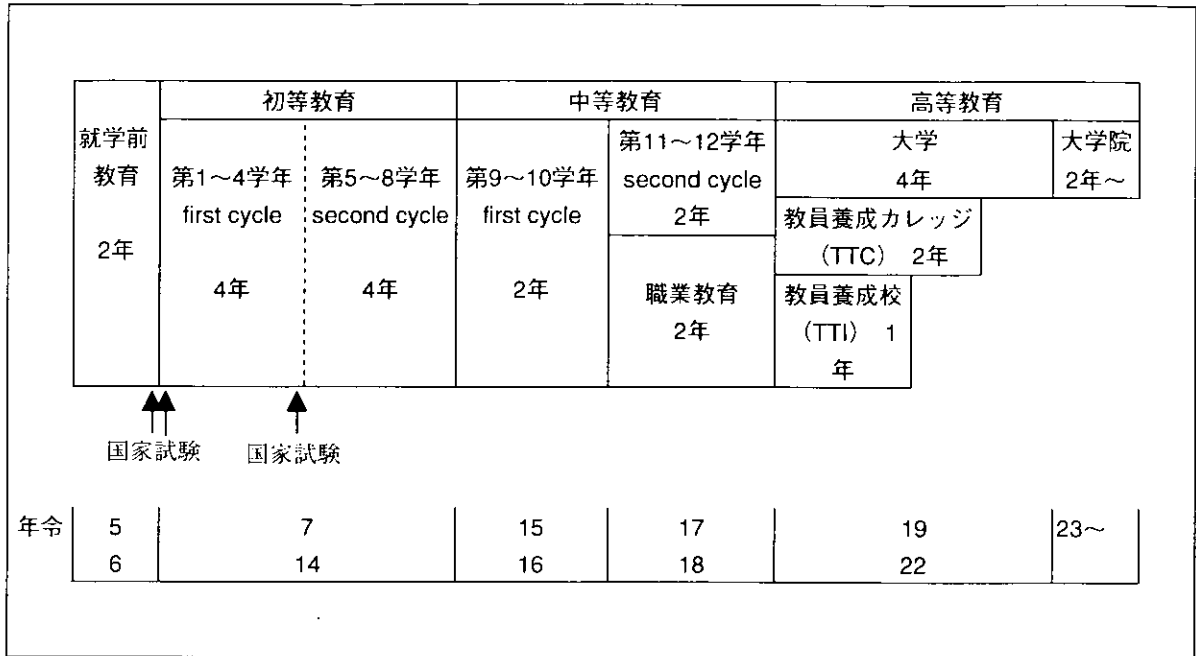 初等教育 中等教育 高等教育
就学前
教育
2年
第1～4学年
first cycle
4年
第5～8学年
second cycle
4年
第9～10学年
first cycle
2年
第11～12学年
second cycle
2年
職業教育
2年
大学
4年
大学院
2年～
教員養成カレッジ
（TTC） 2年
教員養成校
（TTI） 1
年
国家試験 国家試験
年令 5 7 15 17 19 23～
6 14 16 18 22